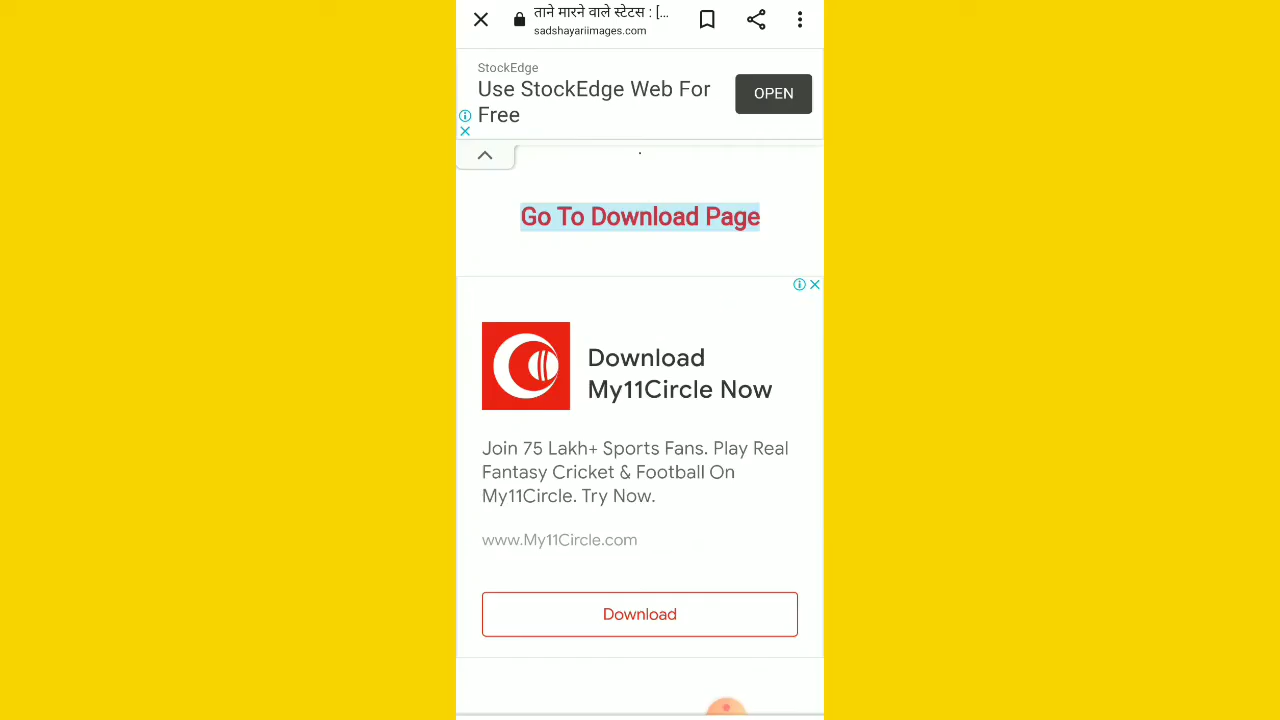 ताने मारने वाले स्टेटस : [...
sadshayariimages.com
StockEdge
Use StockEdge Web For
Free
OPEN
Go To Download Page
Download
My11Circle Now
Join 75 Lakh+ Sports Fans. Play Real
Fantasy Cricket & Football On
My11Circle. Try Now.
www.My11Circle.com
Download